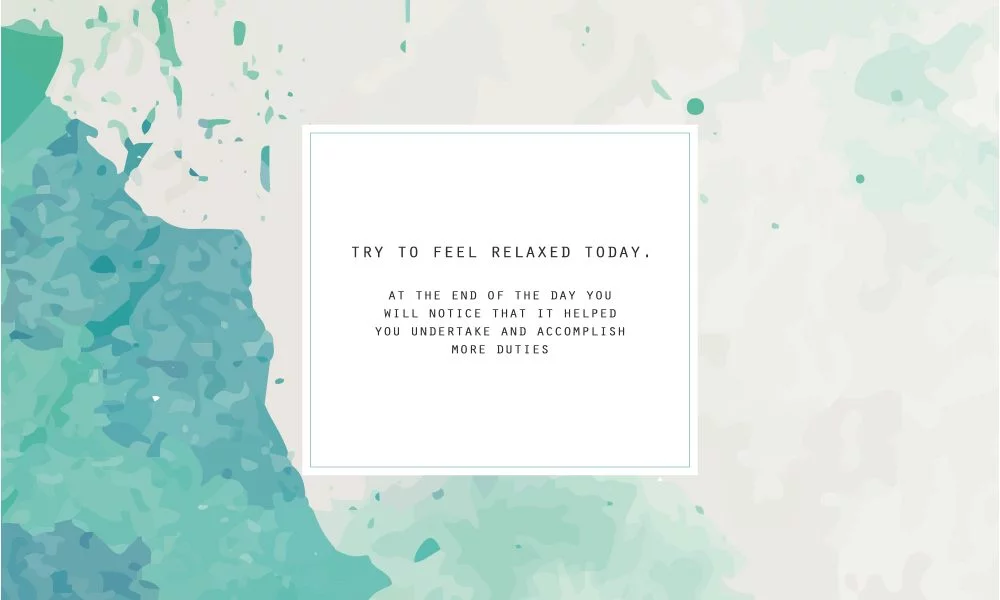 TRY TO FEEL RELAXED TODAY.
AT THE END OF THE DAY YOU
WILL NOTICE THAT IT HELPED
YOU UNDERTAKE AND ACCOMPLISH
MORE DUTIES